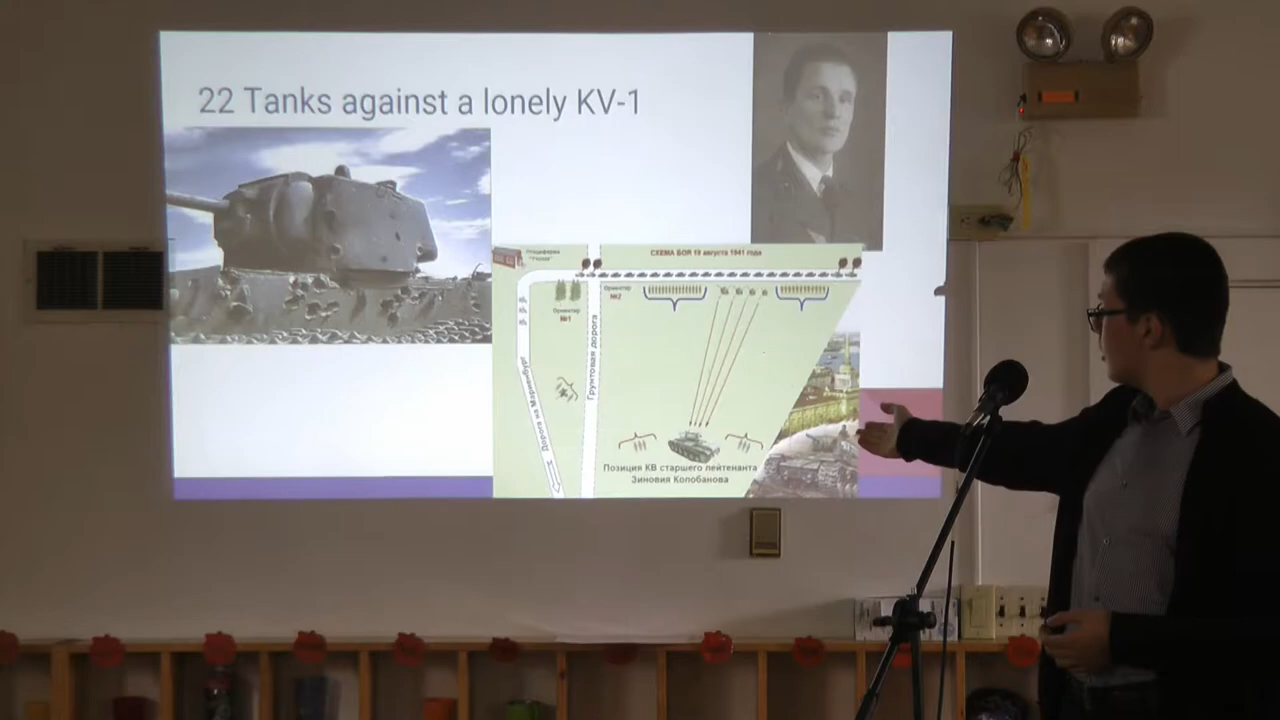 22 Tanks against a lonely KV-1
СХЕМА БОЯ 19 августа 1941 года
Ориентир
№2
Ориентир
№1
Грунтовая дорога
Дорога на Мариенбург
Позиция КВ старшего лейтенанта
Зиновия Колобанова